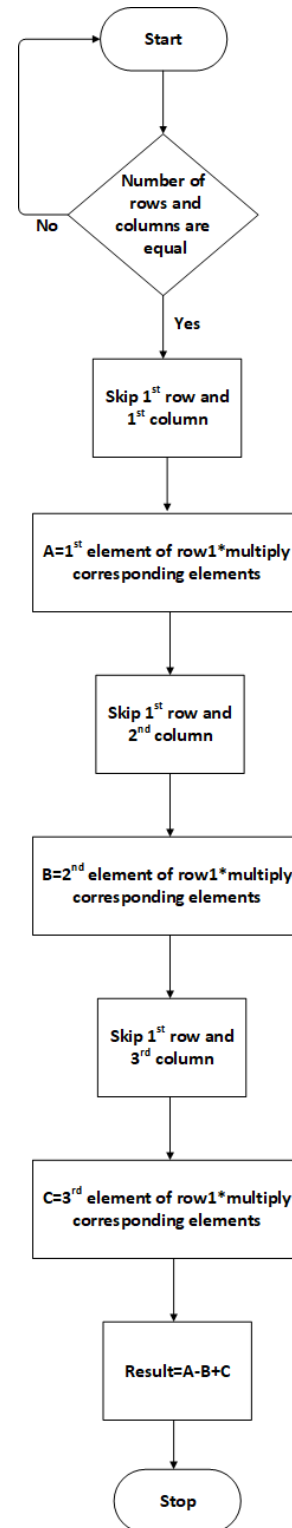 Start
Number of
rows and
columns are
equal
No
Yes
Skip 1st row and
1st column
A=1st element of row1*multiply
corresponding elements
Skip 1st row and
2nd column
B=2nd element of row1*multiply
corresponding elements
Skip 1st row and
3rd column
C=3rd element of row1*multiply
corresponding elements
Result=A-B+C
Stop